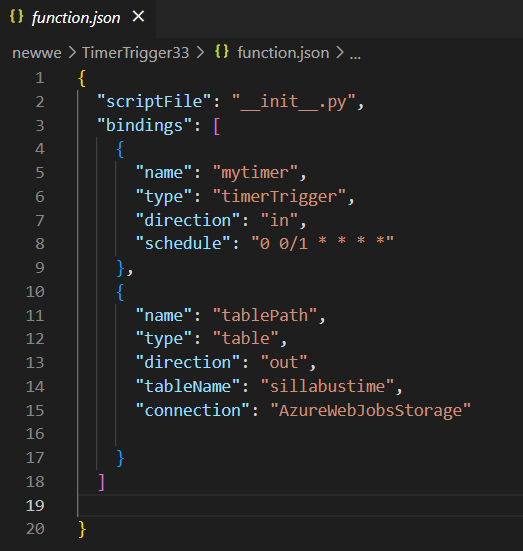 {} function.json ×
newwe > TimerTrigger33 > {} function.json > ...
1 {
2 "scriptFile": "__init__.py",
3 "bindings": [
4 {
5 "name": "mytimer",
6 "type": "timerTrigger",
7 "direction": "in",
8 "schedule": "0 0/1 * * * *"
9 },
10 {
11 "name": "tablePath",
12 "type": "table",
13 "direction": "out",
14 "tableName": "sillabustime",
15 "connection": "AzureWebJobsStorage"
16
17 }
18 ]
19
20 }